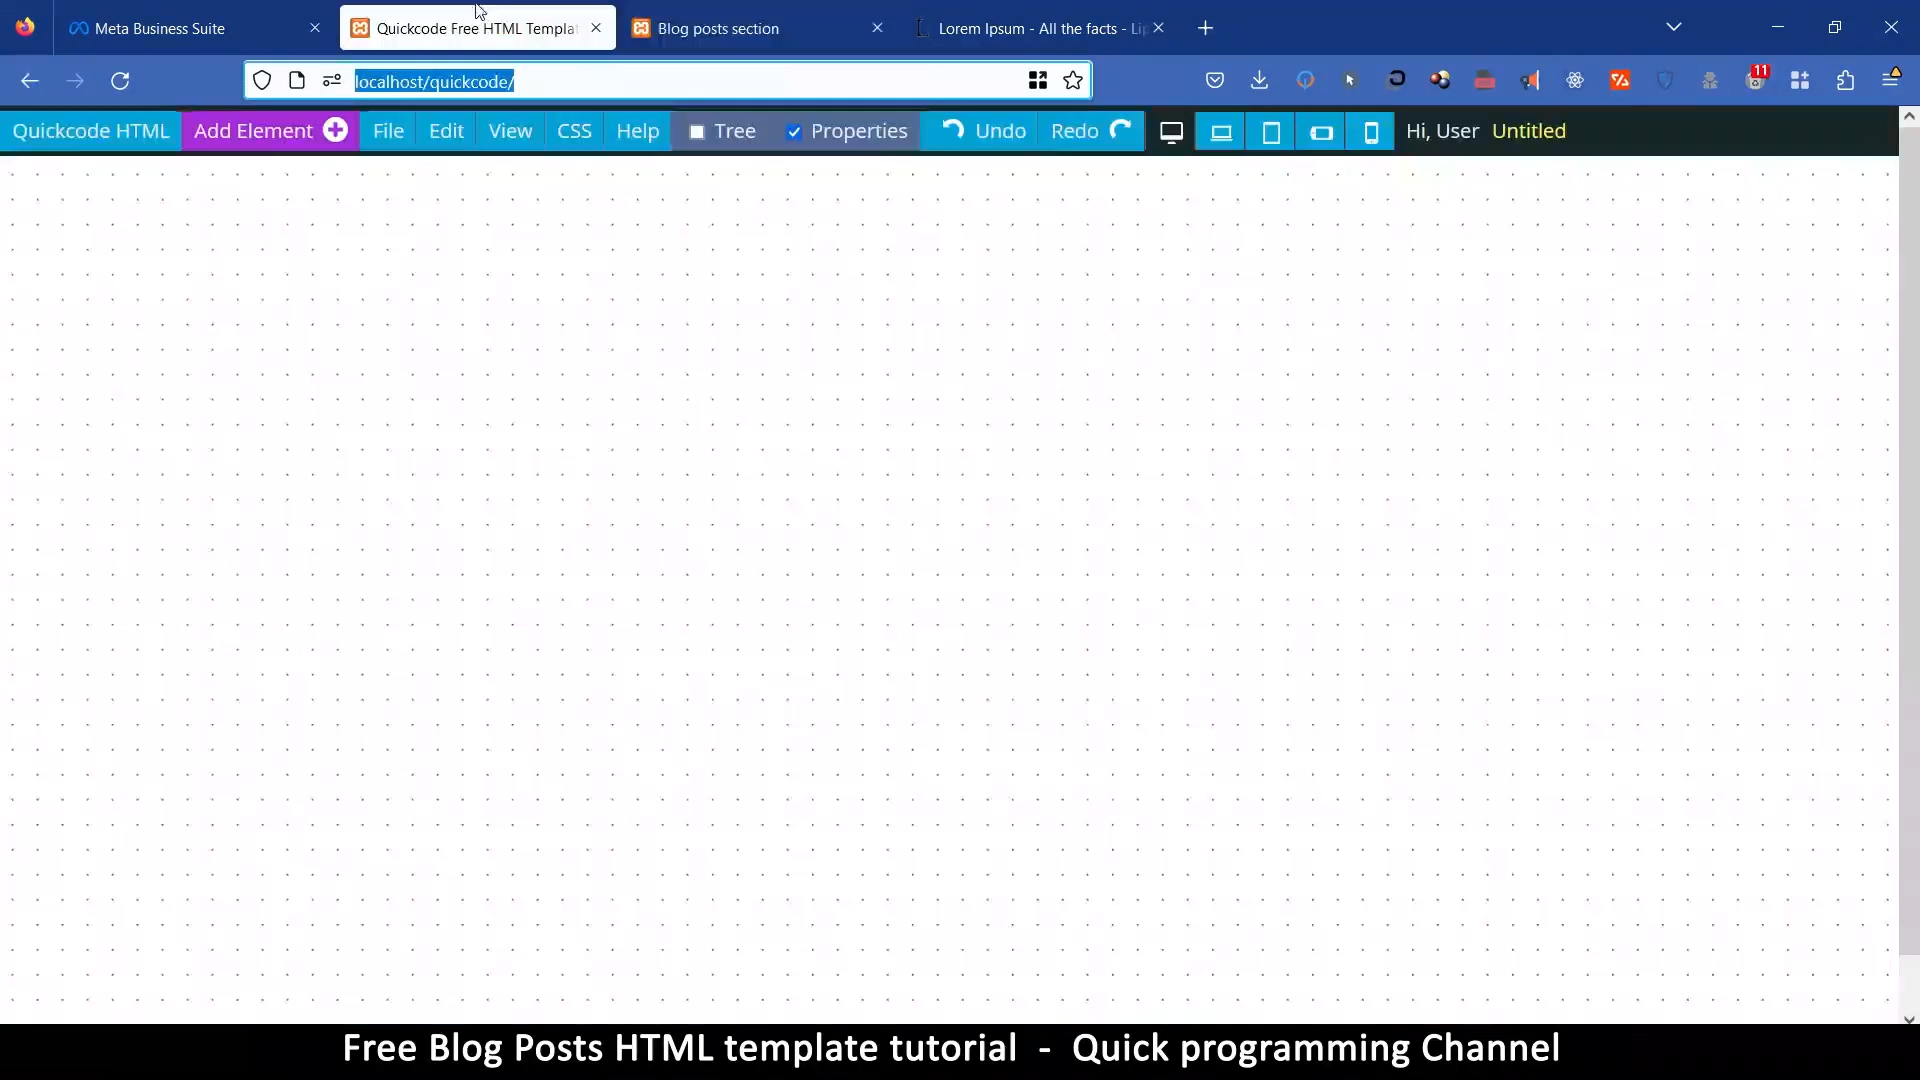 Meta Business Suite
Quickcode Free HTML Templat
Blog posts section
Lorem Ipsum - All the facts - Lip
localhost/quickcode/
11
Quickcode HTML
Add Element
File
Edit
View
CSS
Help
Tree
Properties
Undo
Redo
Hi, User
Untitled
Free Blog Posts HTML template tutorial - Quick programming Channel